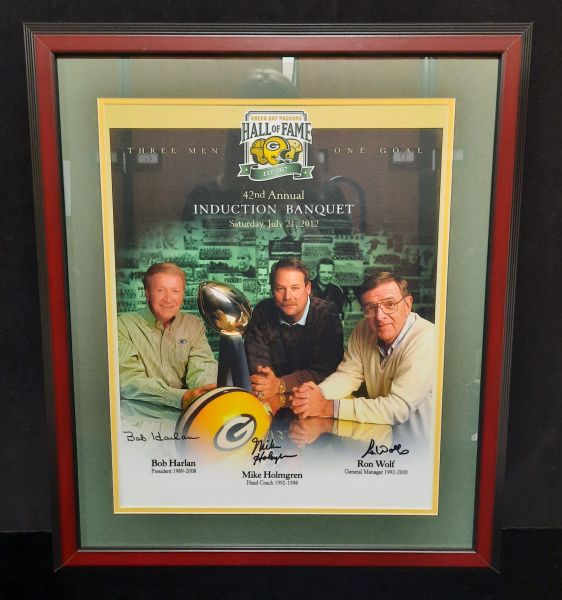 GREEN BAY PACKERS
HALL OF FAME
EST. 1967
THREE MEN ONE GOAL
42nd Annual
INDUCTION BANQUET
Saturday, July 21, 2012
G
G
Bob Harlan
Mike Holmgren
Ron Wolf
Bob Harlan
President 1989-2008
Mike Holmgren
Head Coach 1992-1998
Ron Wolf
General Manager 1992-2000